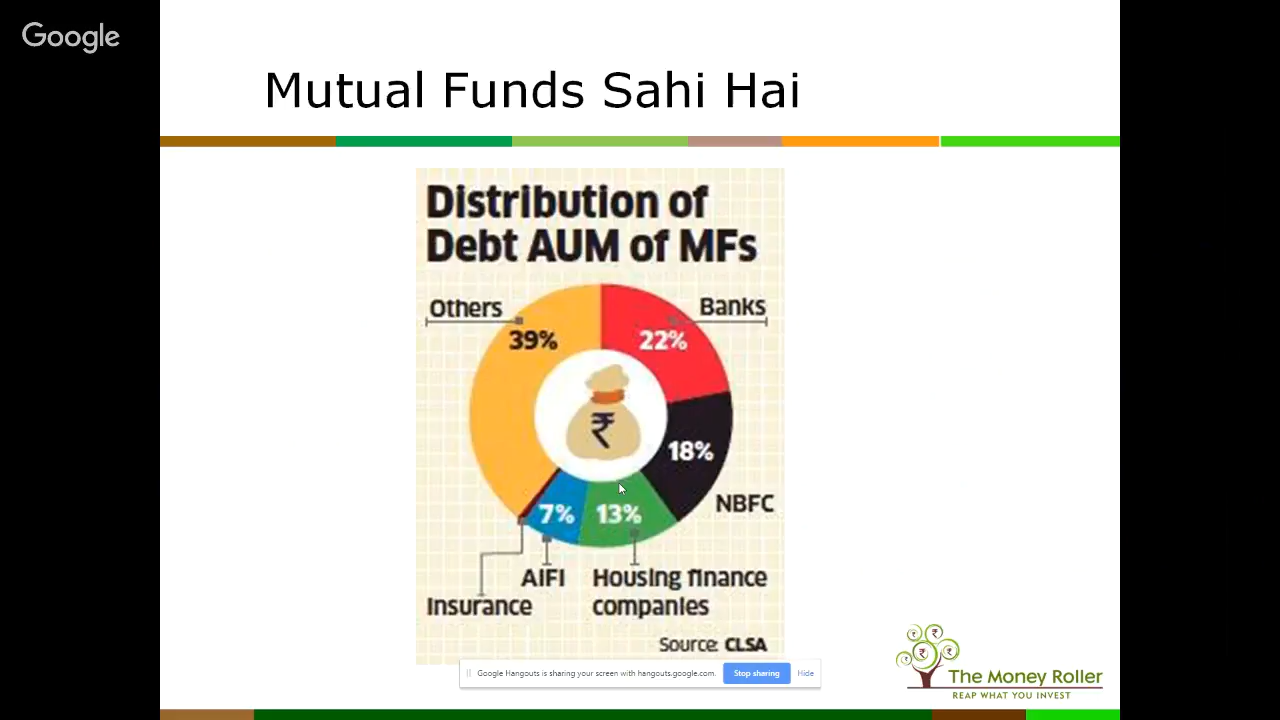 Google
Mutual Funds Sahi Hai
Distribution of
Debt AUM of MFs
Others
Banks
39%
22%
₹
18%
NBFC
7%
13%
AIFI
Housing finance
companies
Insurance
Source: CLSA
Google Hangouts is sharing your screen with hangouts.google.com.
Stop sharing
Hide
₹
₹
₹
₹
₹
The Money Roller
REAP WHAT YOU INVEST